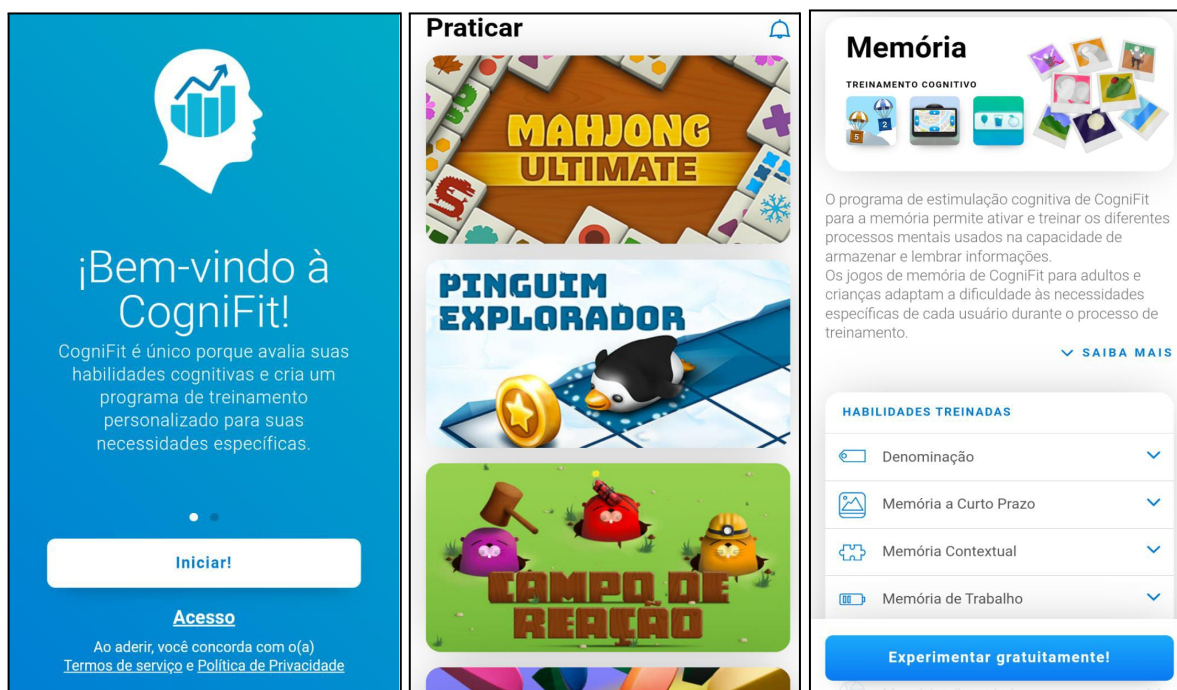 ¡Bem-vindo à
CogniFit!
CogniFit é único porque avalia suas
habilidades cognitivas e cria um
programa de treinamento
personalizado para suas
necessidades específicas.
Iniciar!
Acesso
Ao aderir, você concorda com o(a)
Termos de serviço e Política de Privacidade
Praticar
MAHJONG
ULTIMATE
PINGUIM
EXPLORADOR
CAMPO DE
REAÇÃO
Memória
TREINAMENTO COGNITIVO
5
2
O programa de estimulação cognitiva de CogniFit
para a memória permite ativar e treinar os diferentes
processos mentais usados na capacidade de
armazenar e lembrar informações.
Os jogos de memória de CogniFit para adultos e
crianças adaptam a dificuldade às necessidades
específicas de cada usuário durante o processo de
treinamento.
SAIBA MAIS
HABILIDADES TREINADAS
Denominação
Memória a Curto Prazo
Memória Contextual
Memória de Trabalho
Experimentar gratuitamente!